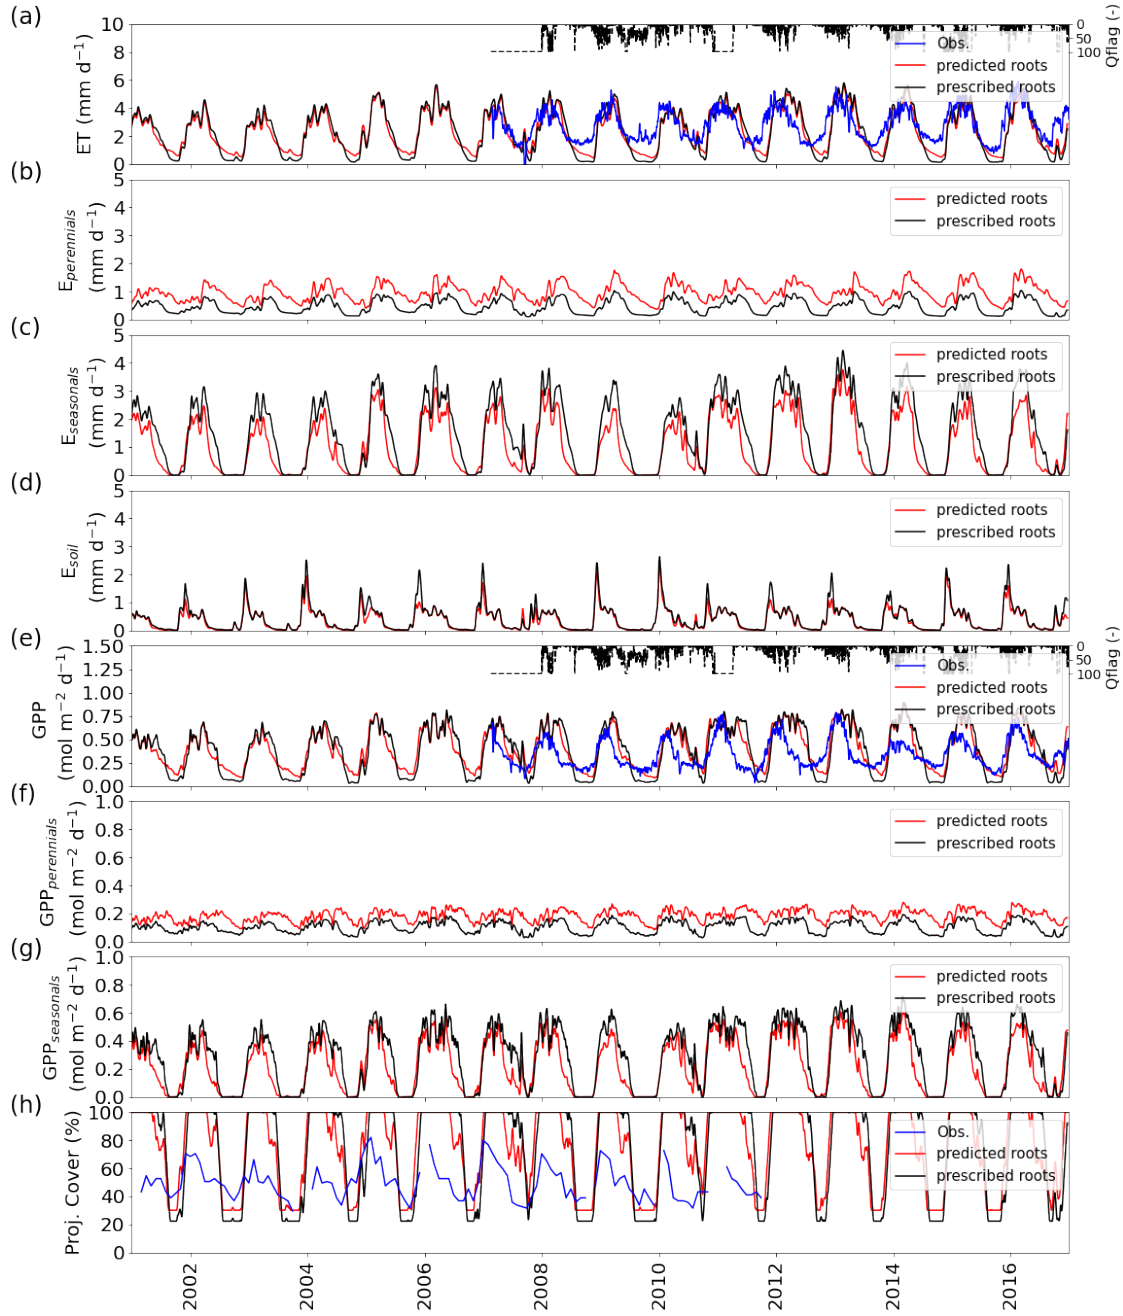 (a)
10
8
6
4
2
0
ET (mm d⁻¹)
0
50
100
Qflag (-)
Obs.
predicted roots
prescribed roots
(b)
5
4
3
2
1
0
E_perennials
(mm d⁻¹)
predicted roots
prescribed roots
(c)
5
4
3
2
1
0
E_seasonals
(mm d⁻¹)
predicted roots
prescribed roots
(d)
5
4
3
2
1
0
E_soil
(mm d⁻¹)
predicted roots
prescribed roots
(e)
1.50
1.25
1.00
0.75
0.50
0.25
0.00
GPP
(mol m⁻² d⁻¹)
0
50
100
Qflag (-)
Obs.
predicted roots
prescribed roots
(f)
1.0
0.8
0.6
0.4
0.2
0.0
GPP_perennials
(mol m⁻² d⁻¹)
predicted roots
prescribed roots
(g)
1.0
0.8
0.6
0.4
0.2
0.0
GPP_seasonals
(mol m⁻² d⁻¹)
predicted roots
prescribed roots
(h)
100
80
60
40
20
0
Proj. Cover (%)
Obs.
predicted roots
prescribed roots
2002
2004
2006
2008
2010
2012
2014
2016